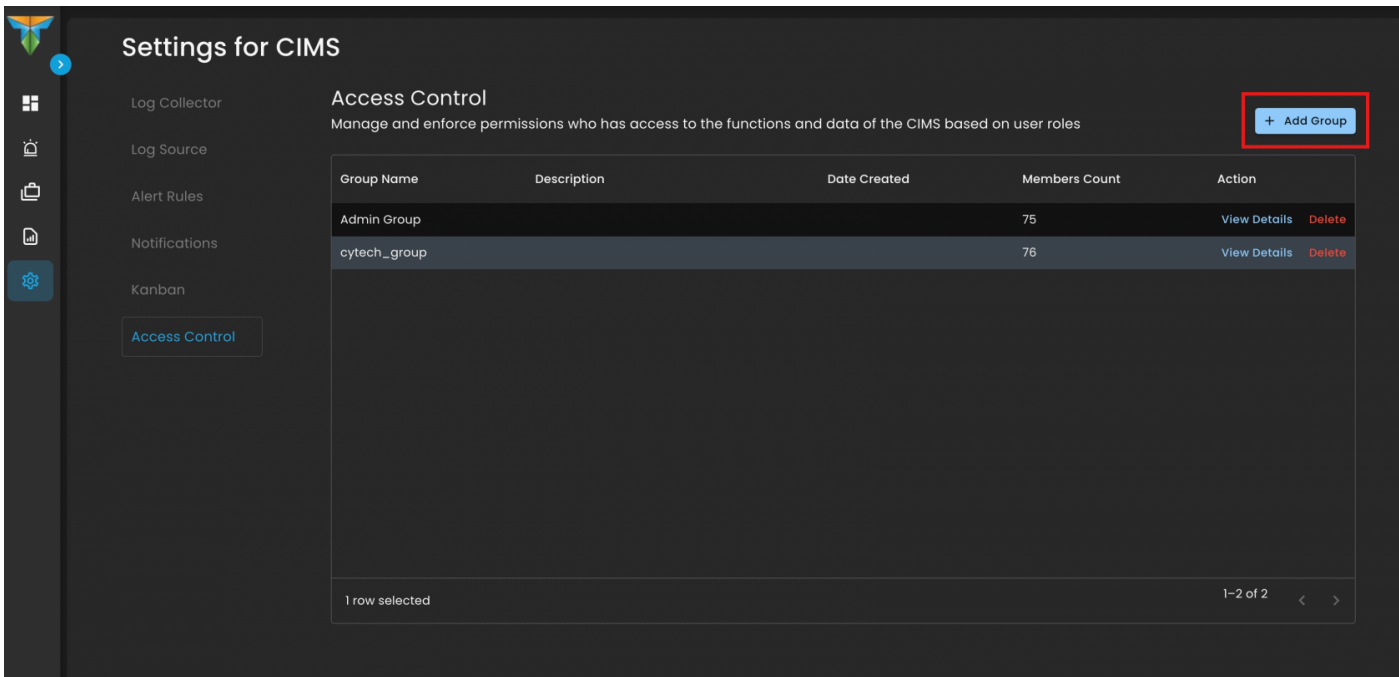 Settings for CIMS
Log Collector
Log Source
Alert Rules
Notifications
Kanban
Access Control
Access Control
Manage and enforce permissions who has access to the functions and data of the CIMS based on user roles
+ Add Group
Group Name Description Date Created Members Count Action
Admin Group 75 View Details Delete
cytech_group 76 View Details Delete
1 row selected
1–2 of 2